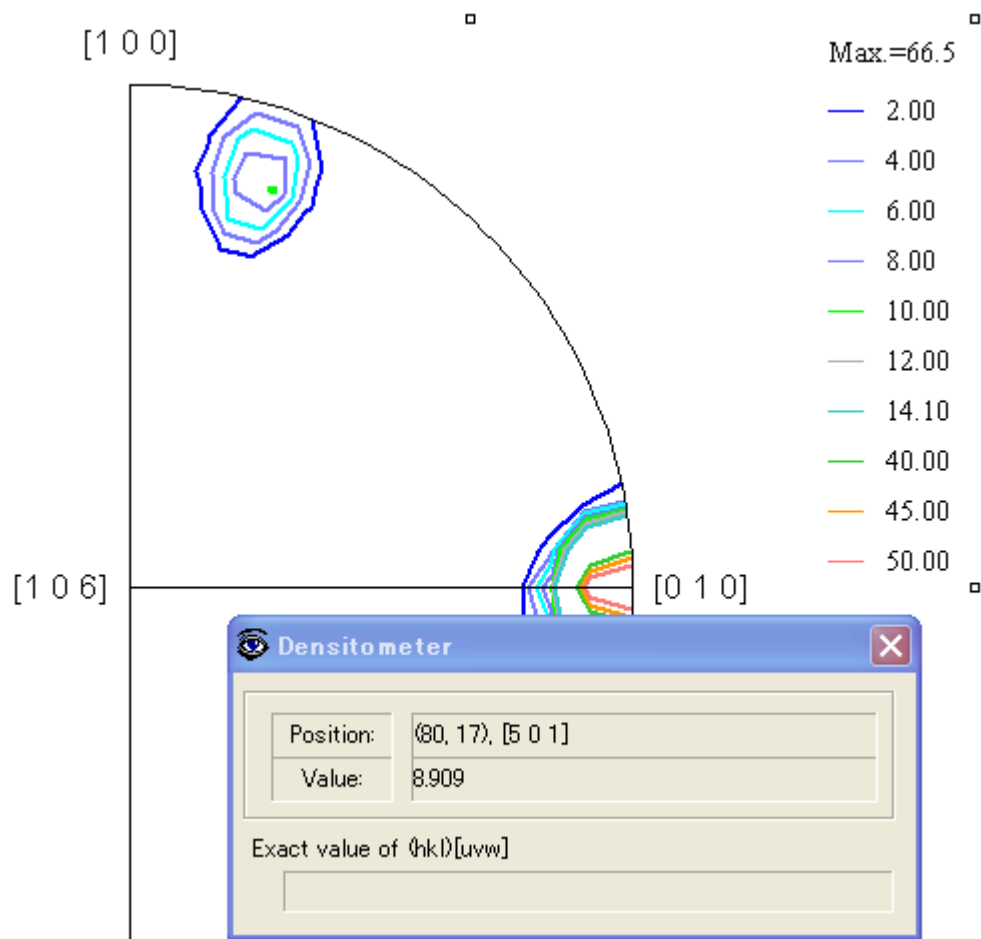 [1 0 0]
Max.=66.5
2.00
4.00
6.00
8.00
10.00
12.00
14.10
40.00
45.00
50.00
[1 0 6]
[0 1 0]
Densitometer
Position: (80, 17), [5 0 1]
Value: 8.909
Exact value of (hkl)[uvw]